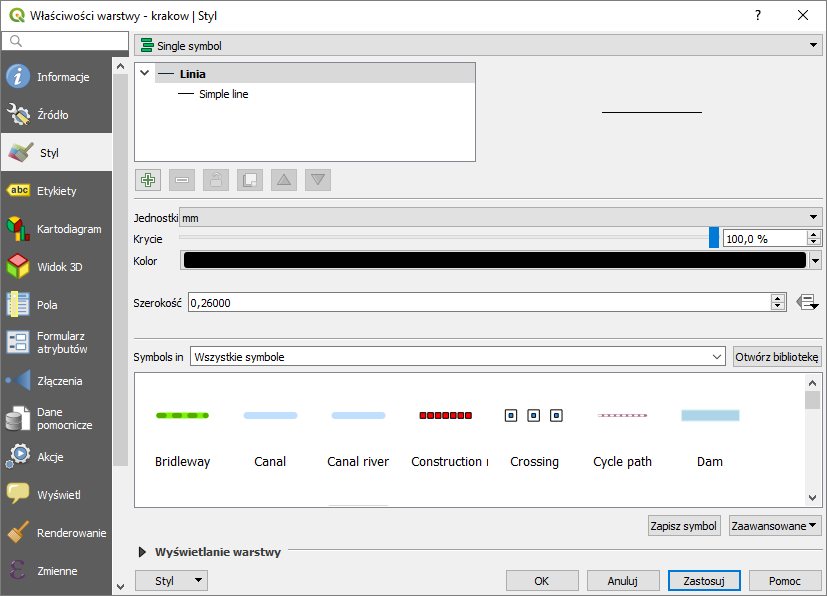 Właściwości warstwy - krakow | Styl
Single symbol
Informacje
Źródło
Styl
Etykiety
Kartodiagram
Widok 3D
Pola
Formularz
atrybutów
Złączenia
Dane
pomocnicze
Akcje
Wyświetl
Renderowanie
Zmienne
Linia
Simple line
Jednostki mm
Krycie 100,0 %
Kolor
Szerokość 0,26000
Symbols in Wszystkie symbole Otwórz bibliotekę
Bridleway Canal Canal river Construction Crossing Cycle path Dam
Zapisz symbol Zaawansowane
Wyświetlanie warstwy
Styl OK Anuluj Zastosuj Pomoc